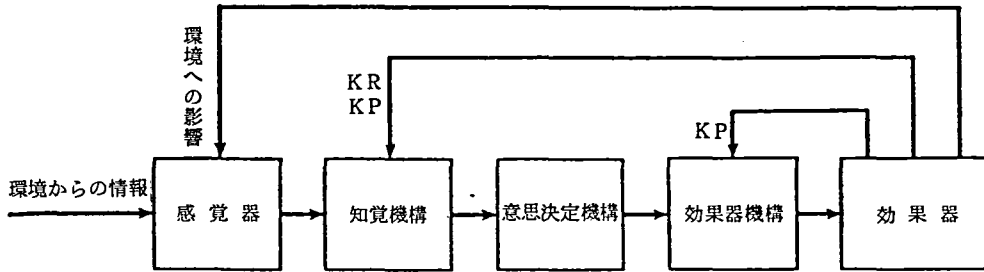 環境への影響
KR
KP
KP
環境からの情報
感覚器
知覚機構
意思決定機構
効果器機構
効果器